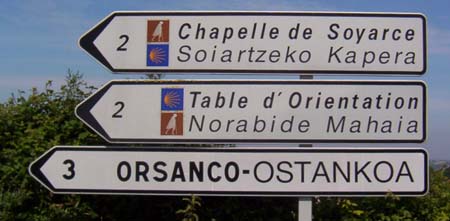 2 Chapelle de Soyarce
Soiartzeko Kapera
2 Table d'Orientation
Norabide Mahaia
3 ORSANCO-OSTANKOA